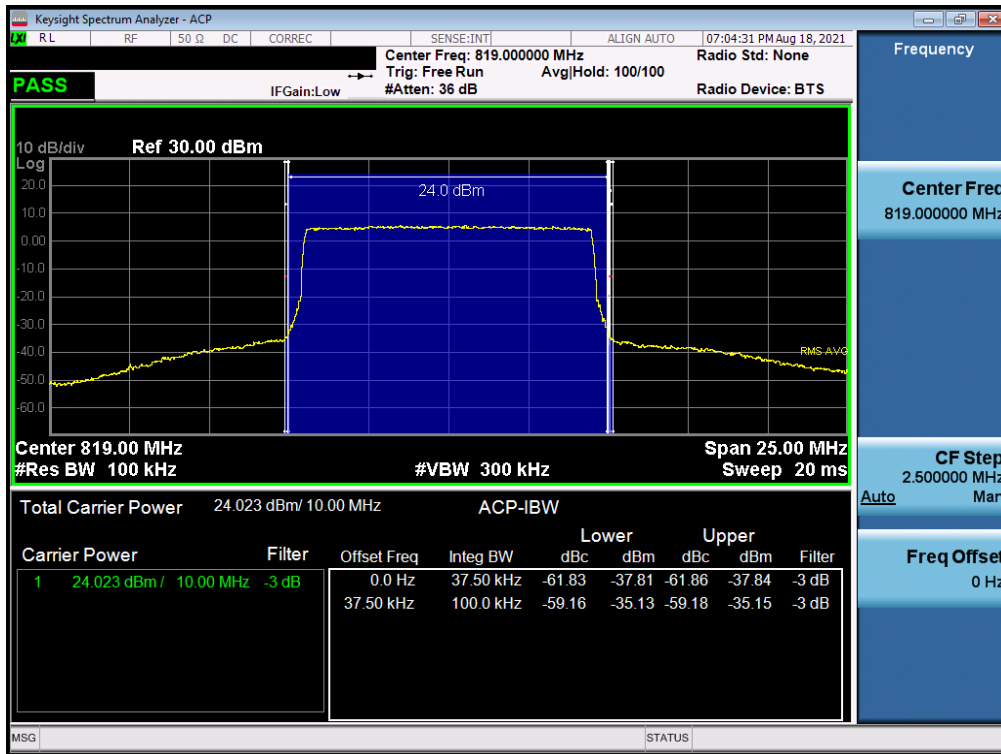 Keysight Spectrum Analyzer - ACP
LXI RL RF 50 Ω DC CORREC SENSE:INT ALIGN AUTO 07:04:31 PM Aug 18, 2021
Center Freq: 819.000000 MHz Radio Std: None
Trig: Free Run Avg|Hold: 100/100
PASS IFGain:Low #Atten: 36 dB Radio Device: BTS
10 dB/div Ref 30.00 dBm
Log
24.0 dBm
20.0
10.0
0.00
-10.0
-20.0
-30.0
-40.0
RMS AVG
-50.0
-60.0
Center 819.00 MHz Span 25.00 MHz
#Res BW 100 kHz #VBW 300 kHz Sweep 20 ms
Total Carrier Power 24.023 dBm/ 10.00 MHz ACP-IBW
Lower Upper
Carrier Power Filter Offset Freq Integ BW dBc dBm dBc dBm Filter
1 24.023 dBm / 10.00 MHz -3 dB 0.0 Hz 37.50 kHz -61.83 -37.81 -61.86 -37.84 -3 dB
37.50 kHz 100.0 kHz -59.16 -35.13 -59.18 -35.15 -3 dB
MSG STATUS
Frequency
Center Freq
819.000000 MHz
CF Step
2.500000 MHz
Auto Man
Freq Offset
0 Hz